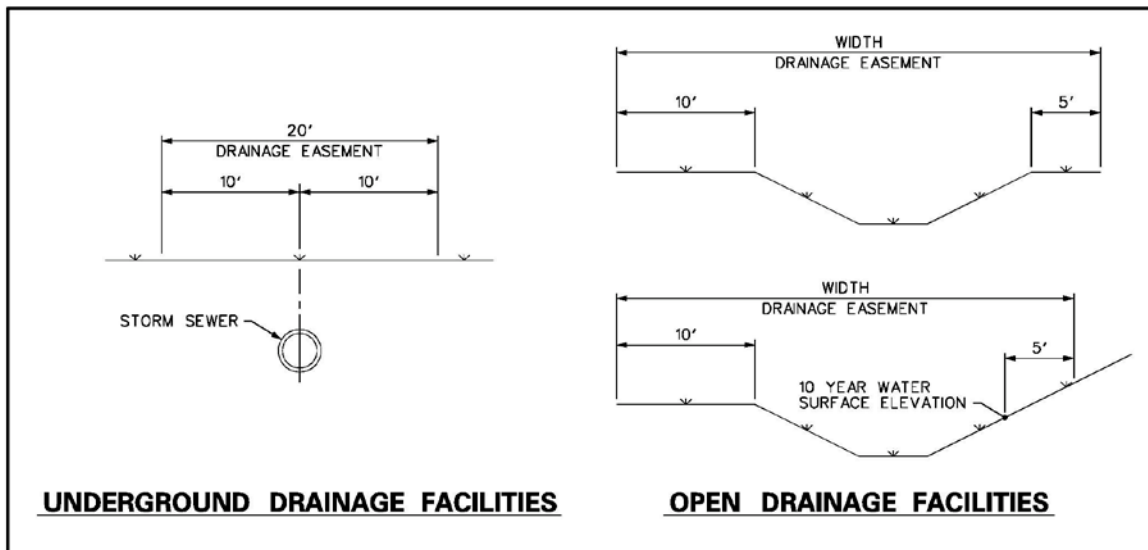 20'
DRAINAGE EASEMENT
10'
10'
STORM SEWER
UNDERGROUND DRAINAGE FACILITIES
WIDTH
DRAINAGE EASEMENT
10'
5'
WIDTH
DRAINAGE EASEMENT
10'
5'
10 YEAR WATER
SURFACE ELEVATION
OPEN DRAINAGE FACILITIES